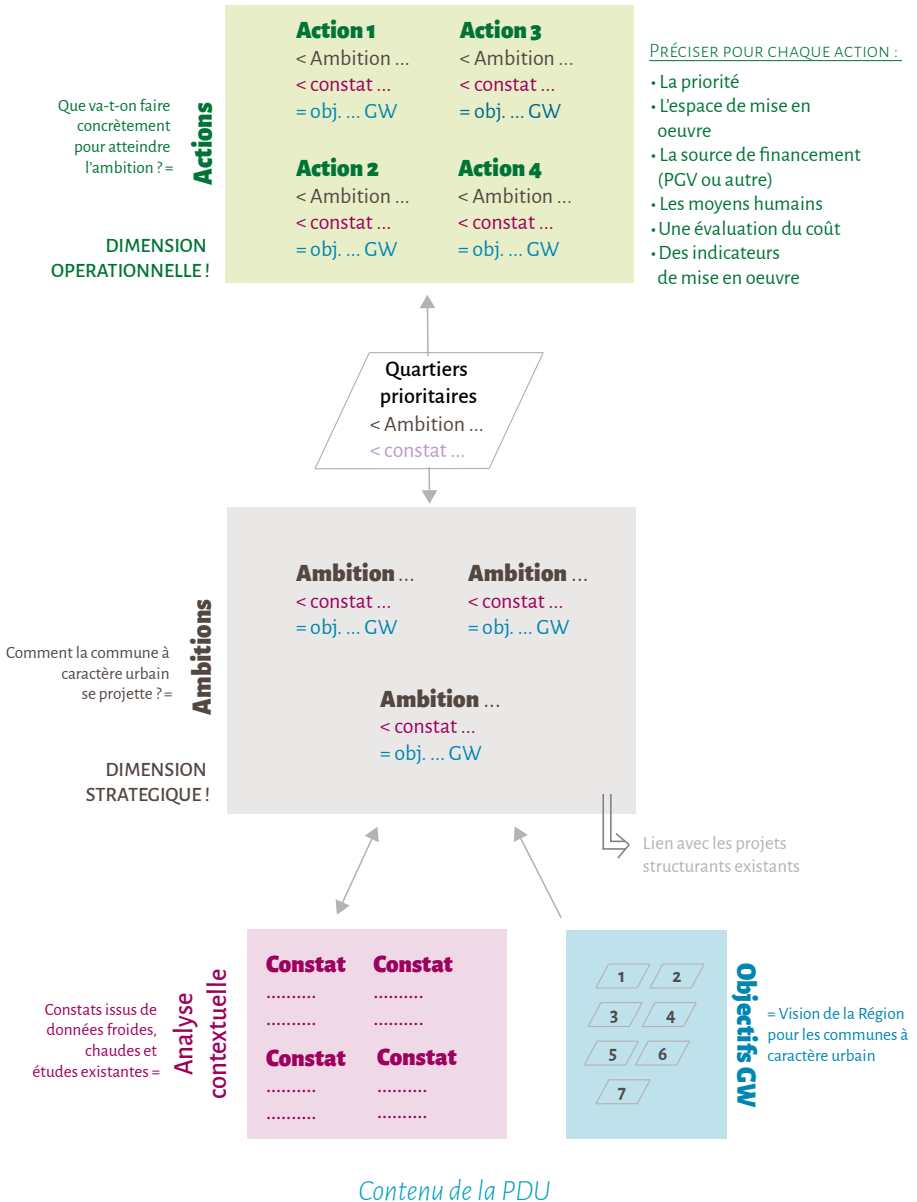 Que va-t-on faire
concrètement
pour atteindre
l'ambition ? =
Actions
DIMENSION
OPERATIONNELLE !
Action 1
< Ambition ...
< constat ...
= obj. ... GW
Action 3
< Ambition ...
< constat ...
= obj. ... GW
Action 2
< Ambition ...
< constat ...
= obj. ... GW
Action 4
< Ambition ...
< constat ...
= obj. ... GW
Préciser pour chaque action :
• La priorité
• L'espace de mise en
oeuvre
• La source de financement
(PGV ou autre)
• Les moyens humains
• Une évaluation du coût
• Des indicateurs
de mise en oeuvre
Quartiers
prioritaires
< Ambition ...
< constat ...
Comment la commune à
caractère urbain
se projette ? =
Ambitions
DIMENSION
STRATEGIQUE !
Ambition ...
< constat ...
= obj. ... GW
Ambition ...
< constat ...
= obj. ... GW
Ambition ...
< constat ...
= obj. ... GW
Lien avec les projets
structurants existants
Constats issus de
données froides,
chaudes et
études existantes =
Analyse
contextuelle
Constat
..........
..........
Constat
..........
..........
Constat
..........
..........
Constat
..........
..........
1
2
3
4
5
6
7
Objectifs GW
= Vision de la Région
pour les communes à
caractère urbain
Contenu de la PDU